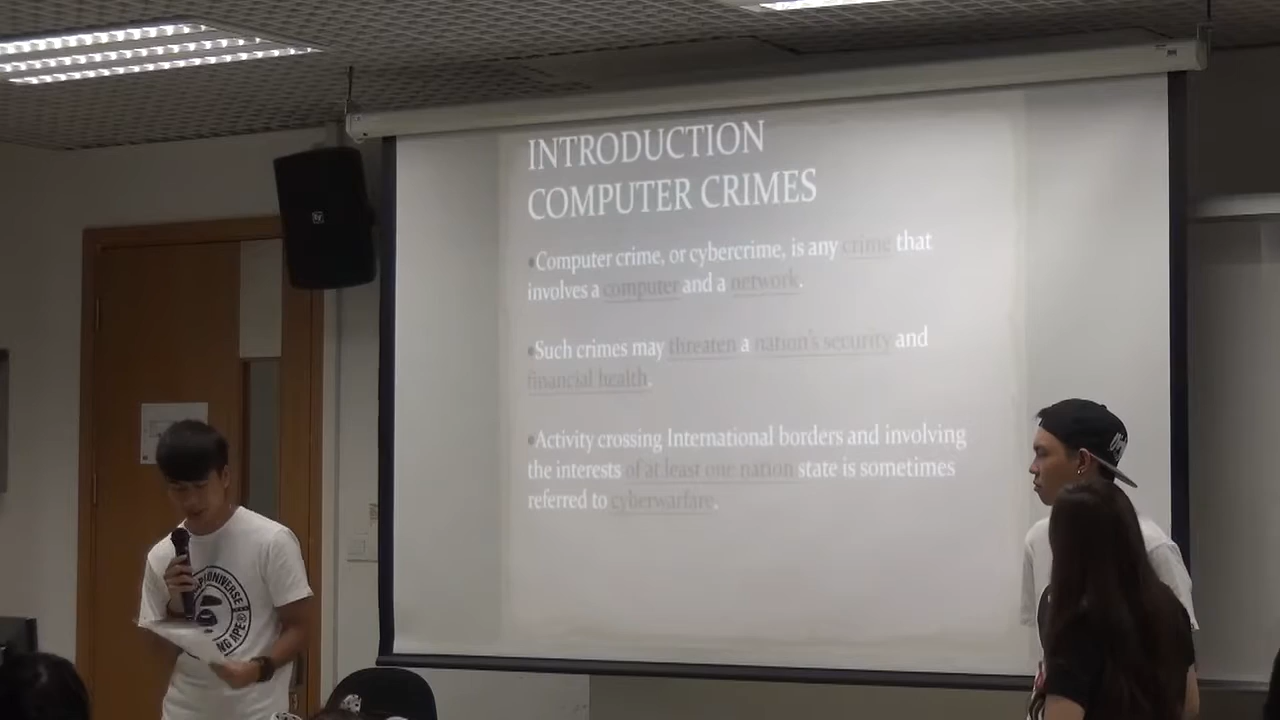 INTRODUCTION
COMPUTER CRIMES
•Computer crime, or cybercrime, is any crime that
involves a computer and a network.
•Such crimes may threaten a nation's security and
financial health.
•Activity crossing International borders and involving
the interests of at least one nation state is sometimes
referred to cyberwarfare.
UNIVERSE